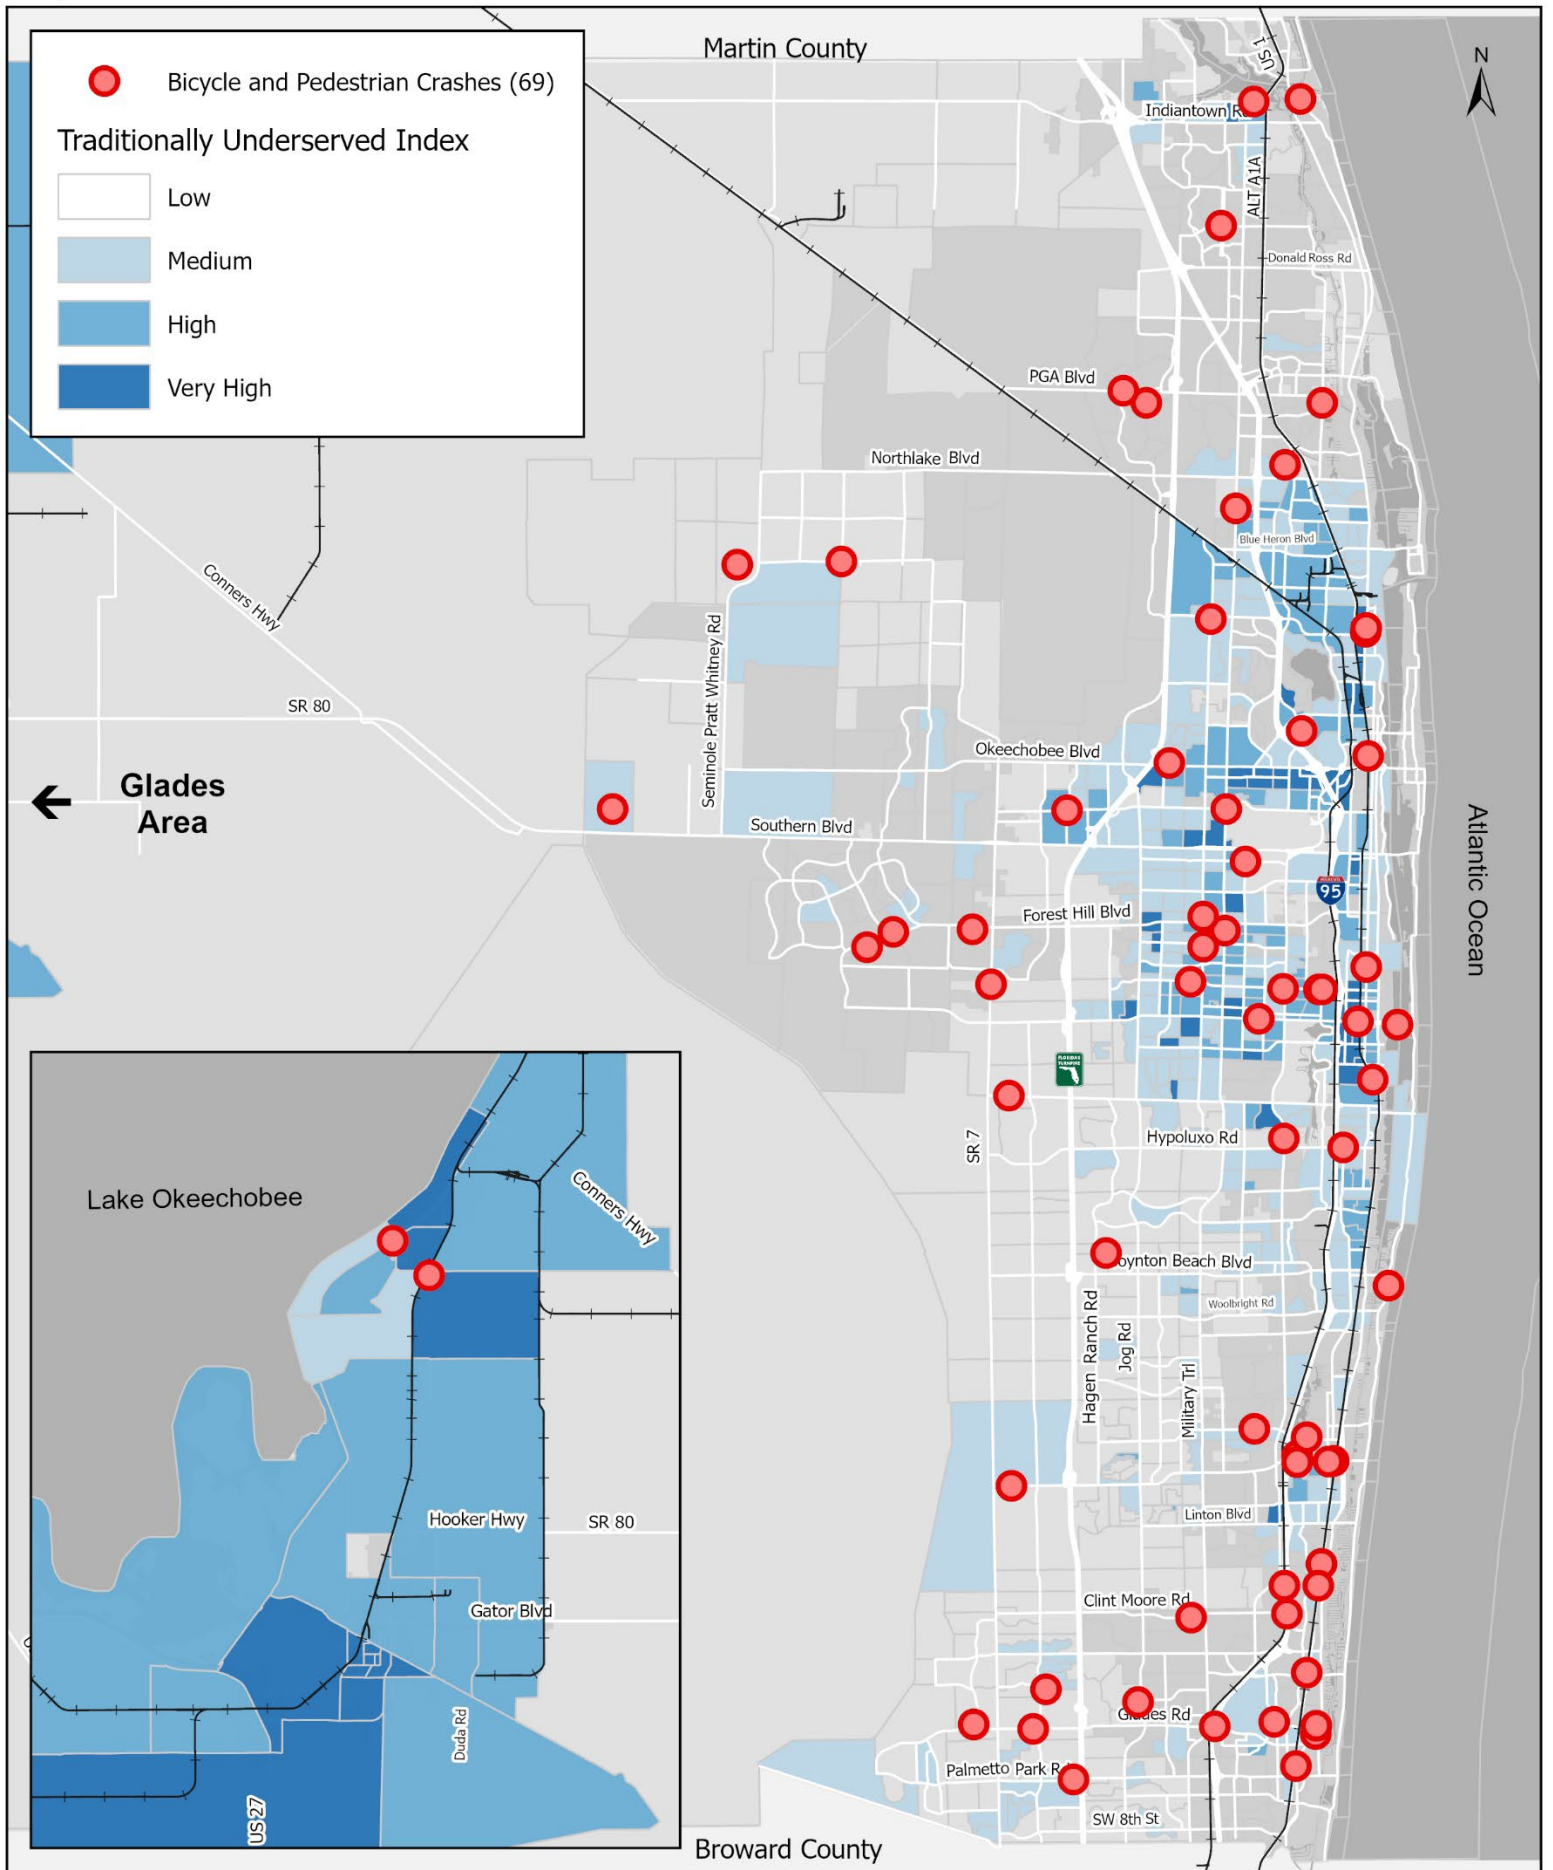 Martin County
N
Bicycle and Pedestrian Crashes (69)
Traditionally Underserved Index
Low
Medium
High
Very High
US 1
Indiantown R
ALT A1A
Donald Ross Rd
PGA Blvd
Northlake Blvd
Blue Heron Blvd
Conners Hwy
Seminole Pratt Whitney Rd
SR 80
Okeechobee Blvd
Glades
Area
Southern Blvd
Atlantic Ocean
95
Forest Hill Blvd
FLORIDA'S
TURNPIKE
SR 7
Hypoluxo Rd
Lake Okeechobee
Conners Hwy
oynton Beach Blvd
Woolbright Rd
Hagen Ranch Rd
Jog Rd
Military Trl
Linton Blvd
Hooker Hwy
SR 80
Clint Moore Rd
Gator Blvd
Duda Rd
Glades Rd
Palmetto Park R
US 27
SW 8th St
Broward County